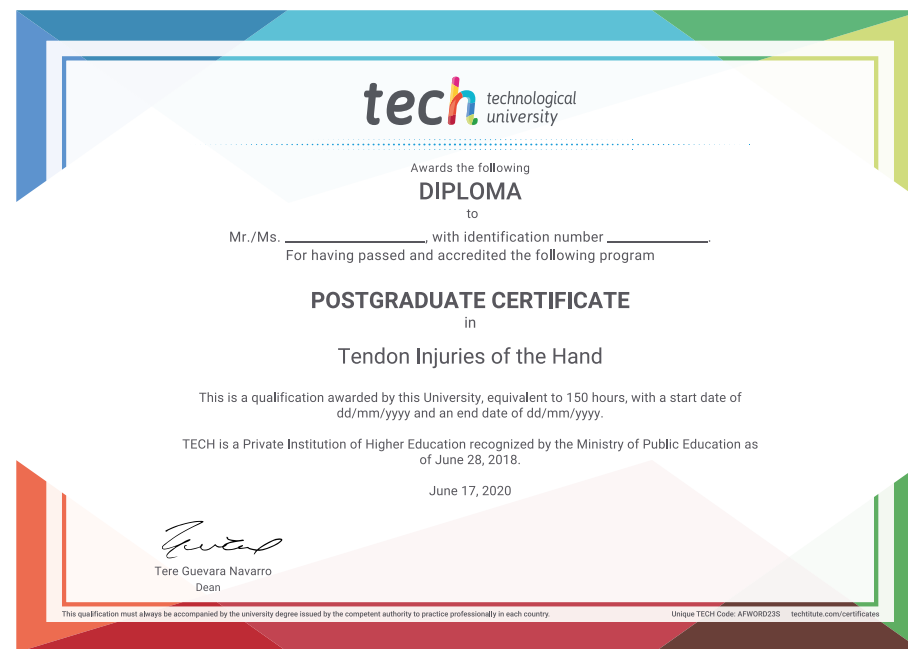 tech technological
university
Awards the following
DIPLOMA
to
Mr./Ms. ____________________, with identification number _______________.
For having passed and accredited the following program
POSTGRADUATE CERTIFICATE
in
Tendon Injuries of the Hand
This is a qualification awarded by this University, equivalent to 150 hours, with a start date of
dd/mm/yyyy and an end date of dd/mm/yyyy.
TECH is a Private Institution of Higher Education recognized by the Ministry of Public Education as
of June 28, 2018.
June 17, 2020
Tere Guevara Navarro
Dean
This qualification must always be accompanied by the university degree issued by the competent authority to practice professionally in each country. Unique TECH Code: AFWORD23S techtitute.com/certificates